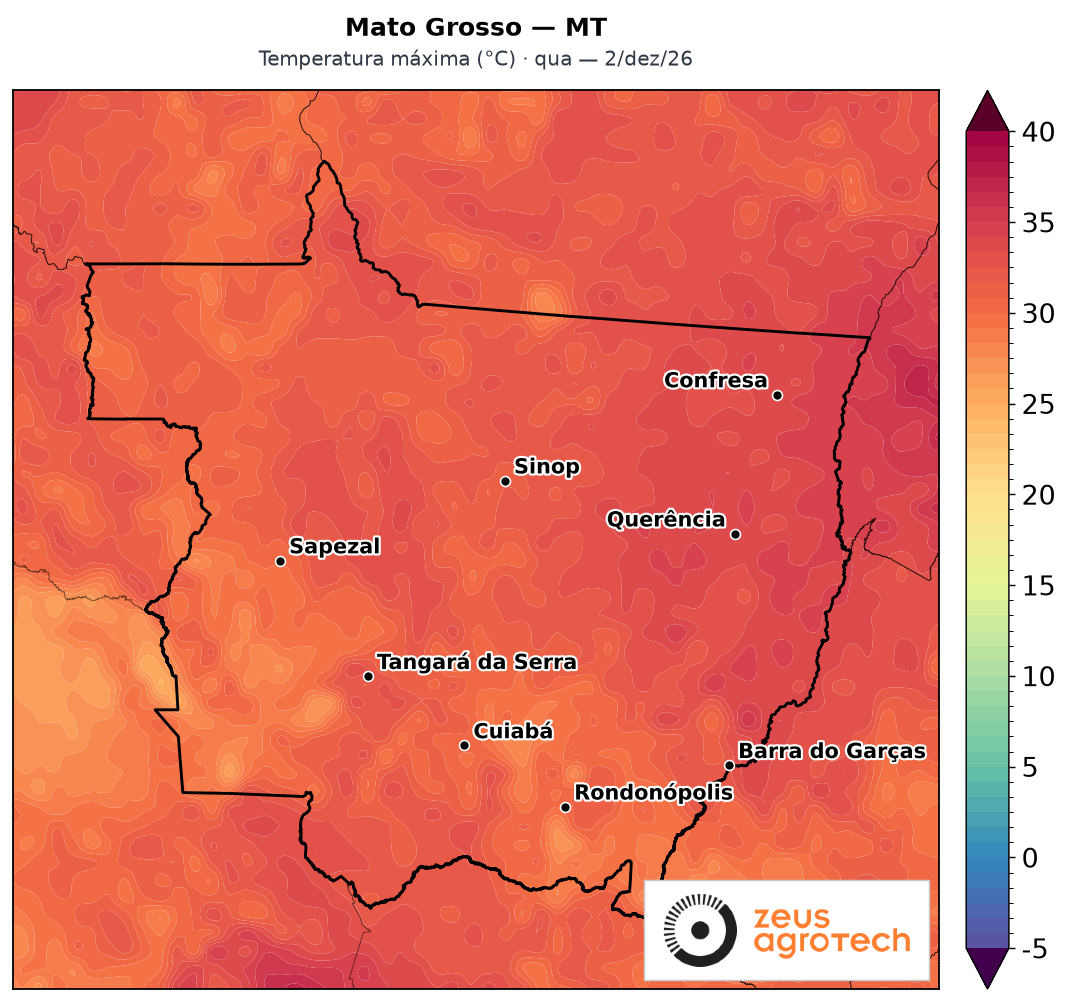 Mato Grosso — MT
Temperatura máxima (°C) · qua — 2/dez/26
40
35
30
25
20
15
10
5
0
-5
Confresa
Sinop
Querência
Sapezal
Tangará da Serra
Cuiabá
Barra do Garças
Rondonópolis
zeus
agrotech